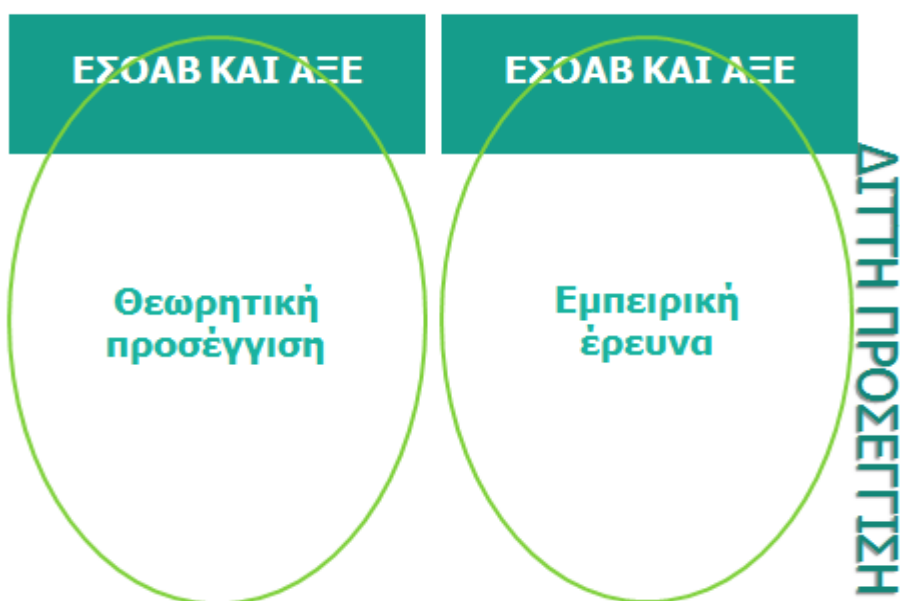 ΕΣΟΑΒ ΚΑΙ ΑΞΕ
Θεωρητική
προσέγγιση
ΕΣΟΑΒ ΚΑΙ ΑΞΕ
Εμπειρική
έρευνα
ΔΙΤΤΗ ΠΡΟΣΕΓΓΙΣΗ